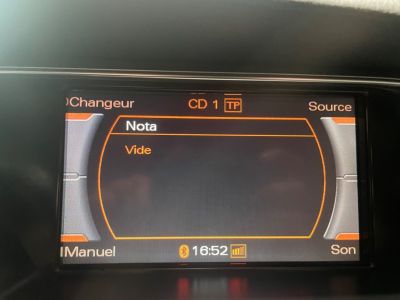 Changeur CD 1 TP Source
Nota
Vide
Manuel 16:52 Son